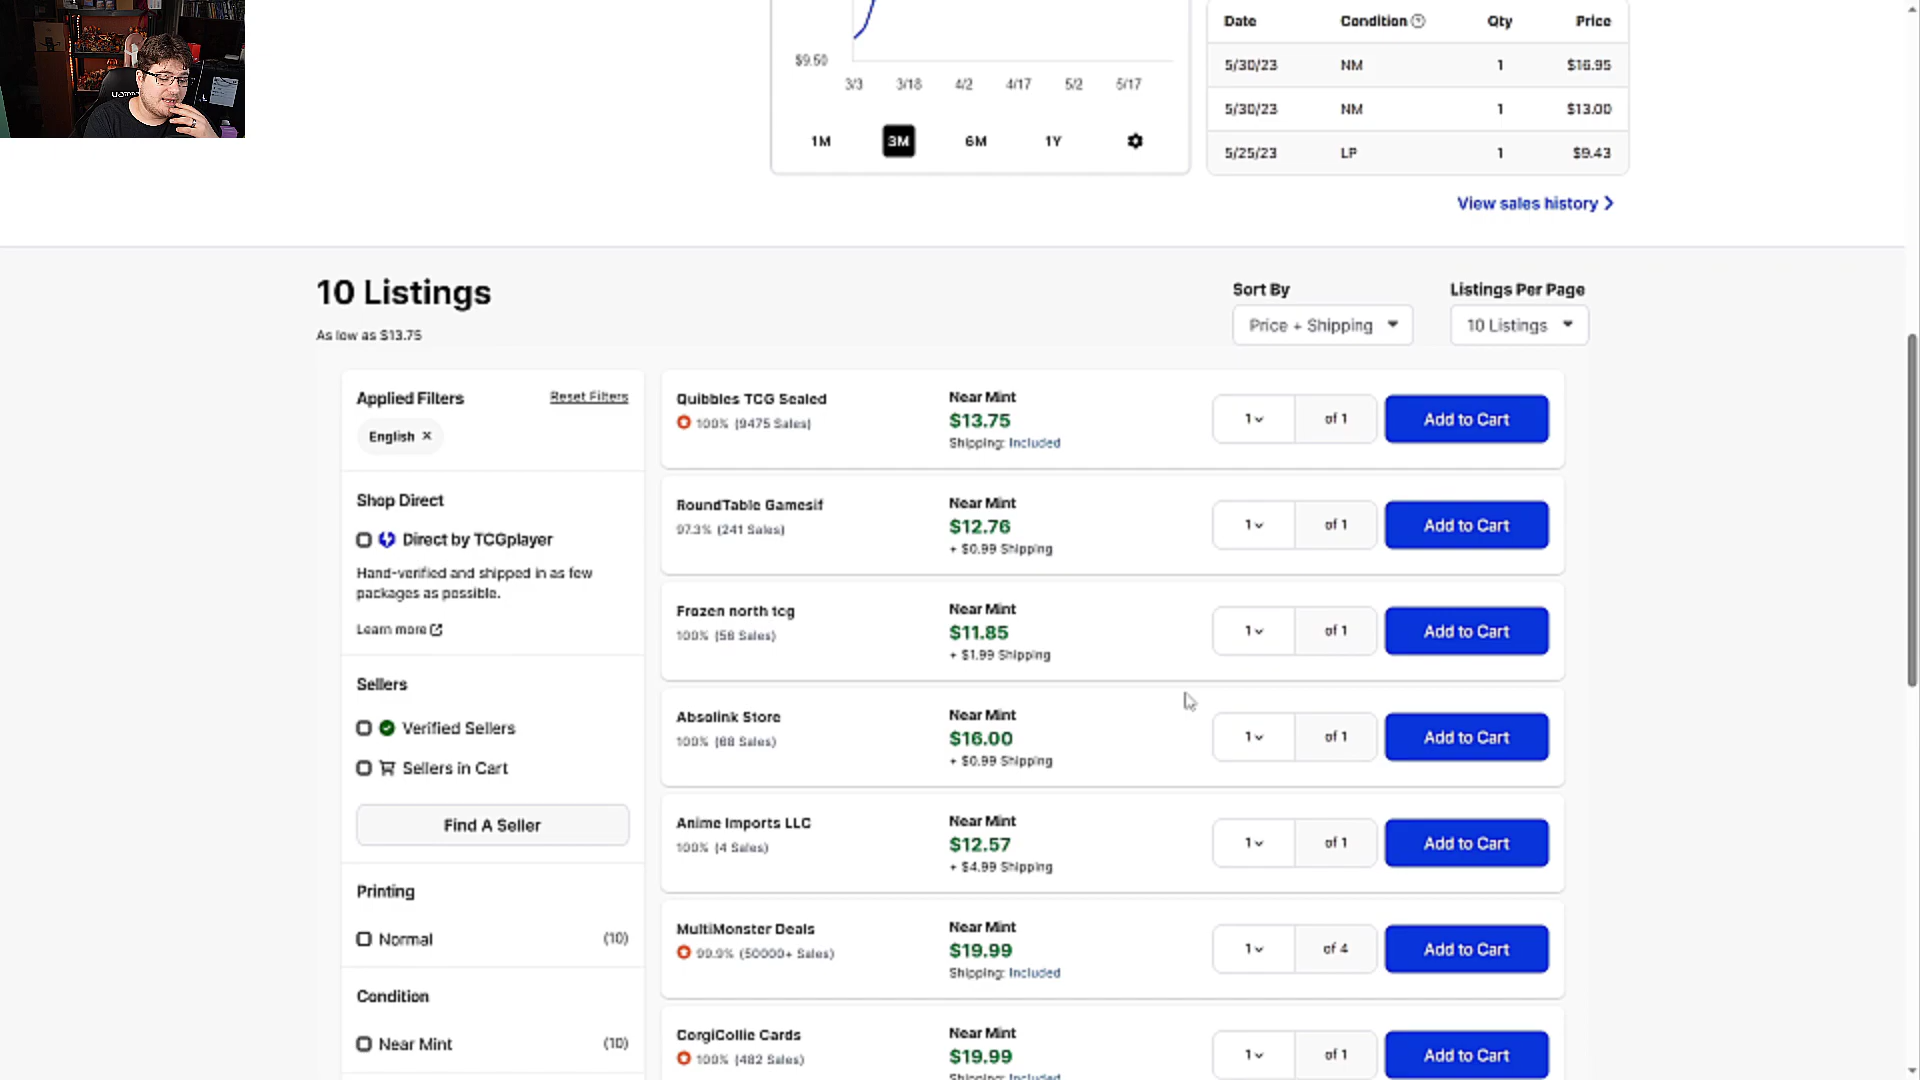 $9.50
3/3 3/18 4/2 4/17 5/2 5/17
1M 3M 6M 1Y
Date Condition Qty Price
5/30/23 NM 1 $16.95
5/30/23 NM 1 $13.00
5/25/23 LP 1 $9.43
View sales history
10 Listings
As low as $13.75
Sort By
Price + Shipping
Listings Per Page
10 Listings
Applied Filters Reset Filters
English
Shop Direct
Direct by TCGplayer
Hand-verified and shipped in as few
packages as possible.
Learn more
Sellers
Verified Sellers
Sellers in Cart
Find A Seller
Printing
Normal (10)
Condition
Near Mint (10)
Quibbles TCG Sealed
100% (9475 Sales)
Near Mint
$13.75
Shipping: Included
1 of 1 Add to Cart
RoundTable Gamesif
97.3% (241 Sales)
Near Mint
$12.76
+ $0.99 Shipping
1 of 1 Add to Cart
Frozen north tcg
100% (58 Sales)
Near Mint
$11.85
+ $1.99 Shipping
1 of 1 Add to Cart
Absolink Store
100% (68 Sales)
Near Mint
$16.00
+ $0.99 Shipping
1 of 1 Add to Cart
Anime Imports LLC
100% (4 Sales)
Near Mint
$12.57
+ $4.99 Shipping
1 of 1 Add to Cart
MultiMonster Deals
99.9% (50000+ Sales)
Near Mint
$19.99
Shipping: Included
1 of 4 Add to Cart
CorgiCollie Cards
100% (482 Sales)
Near Mint
$19.99
Shipping: Included
1 of 1 Add to Cart